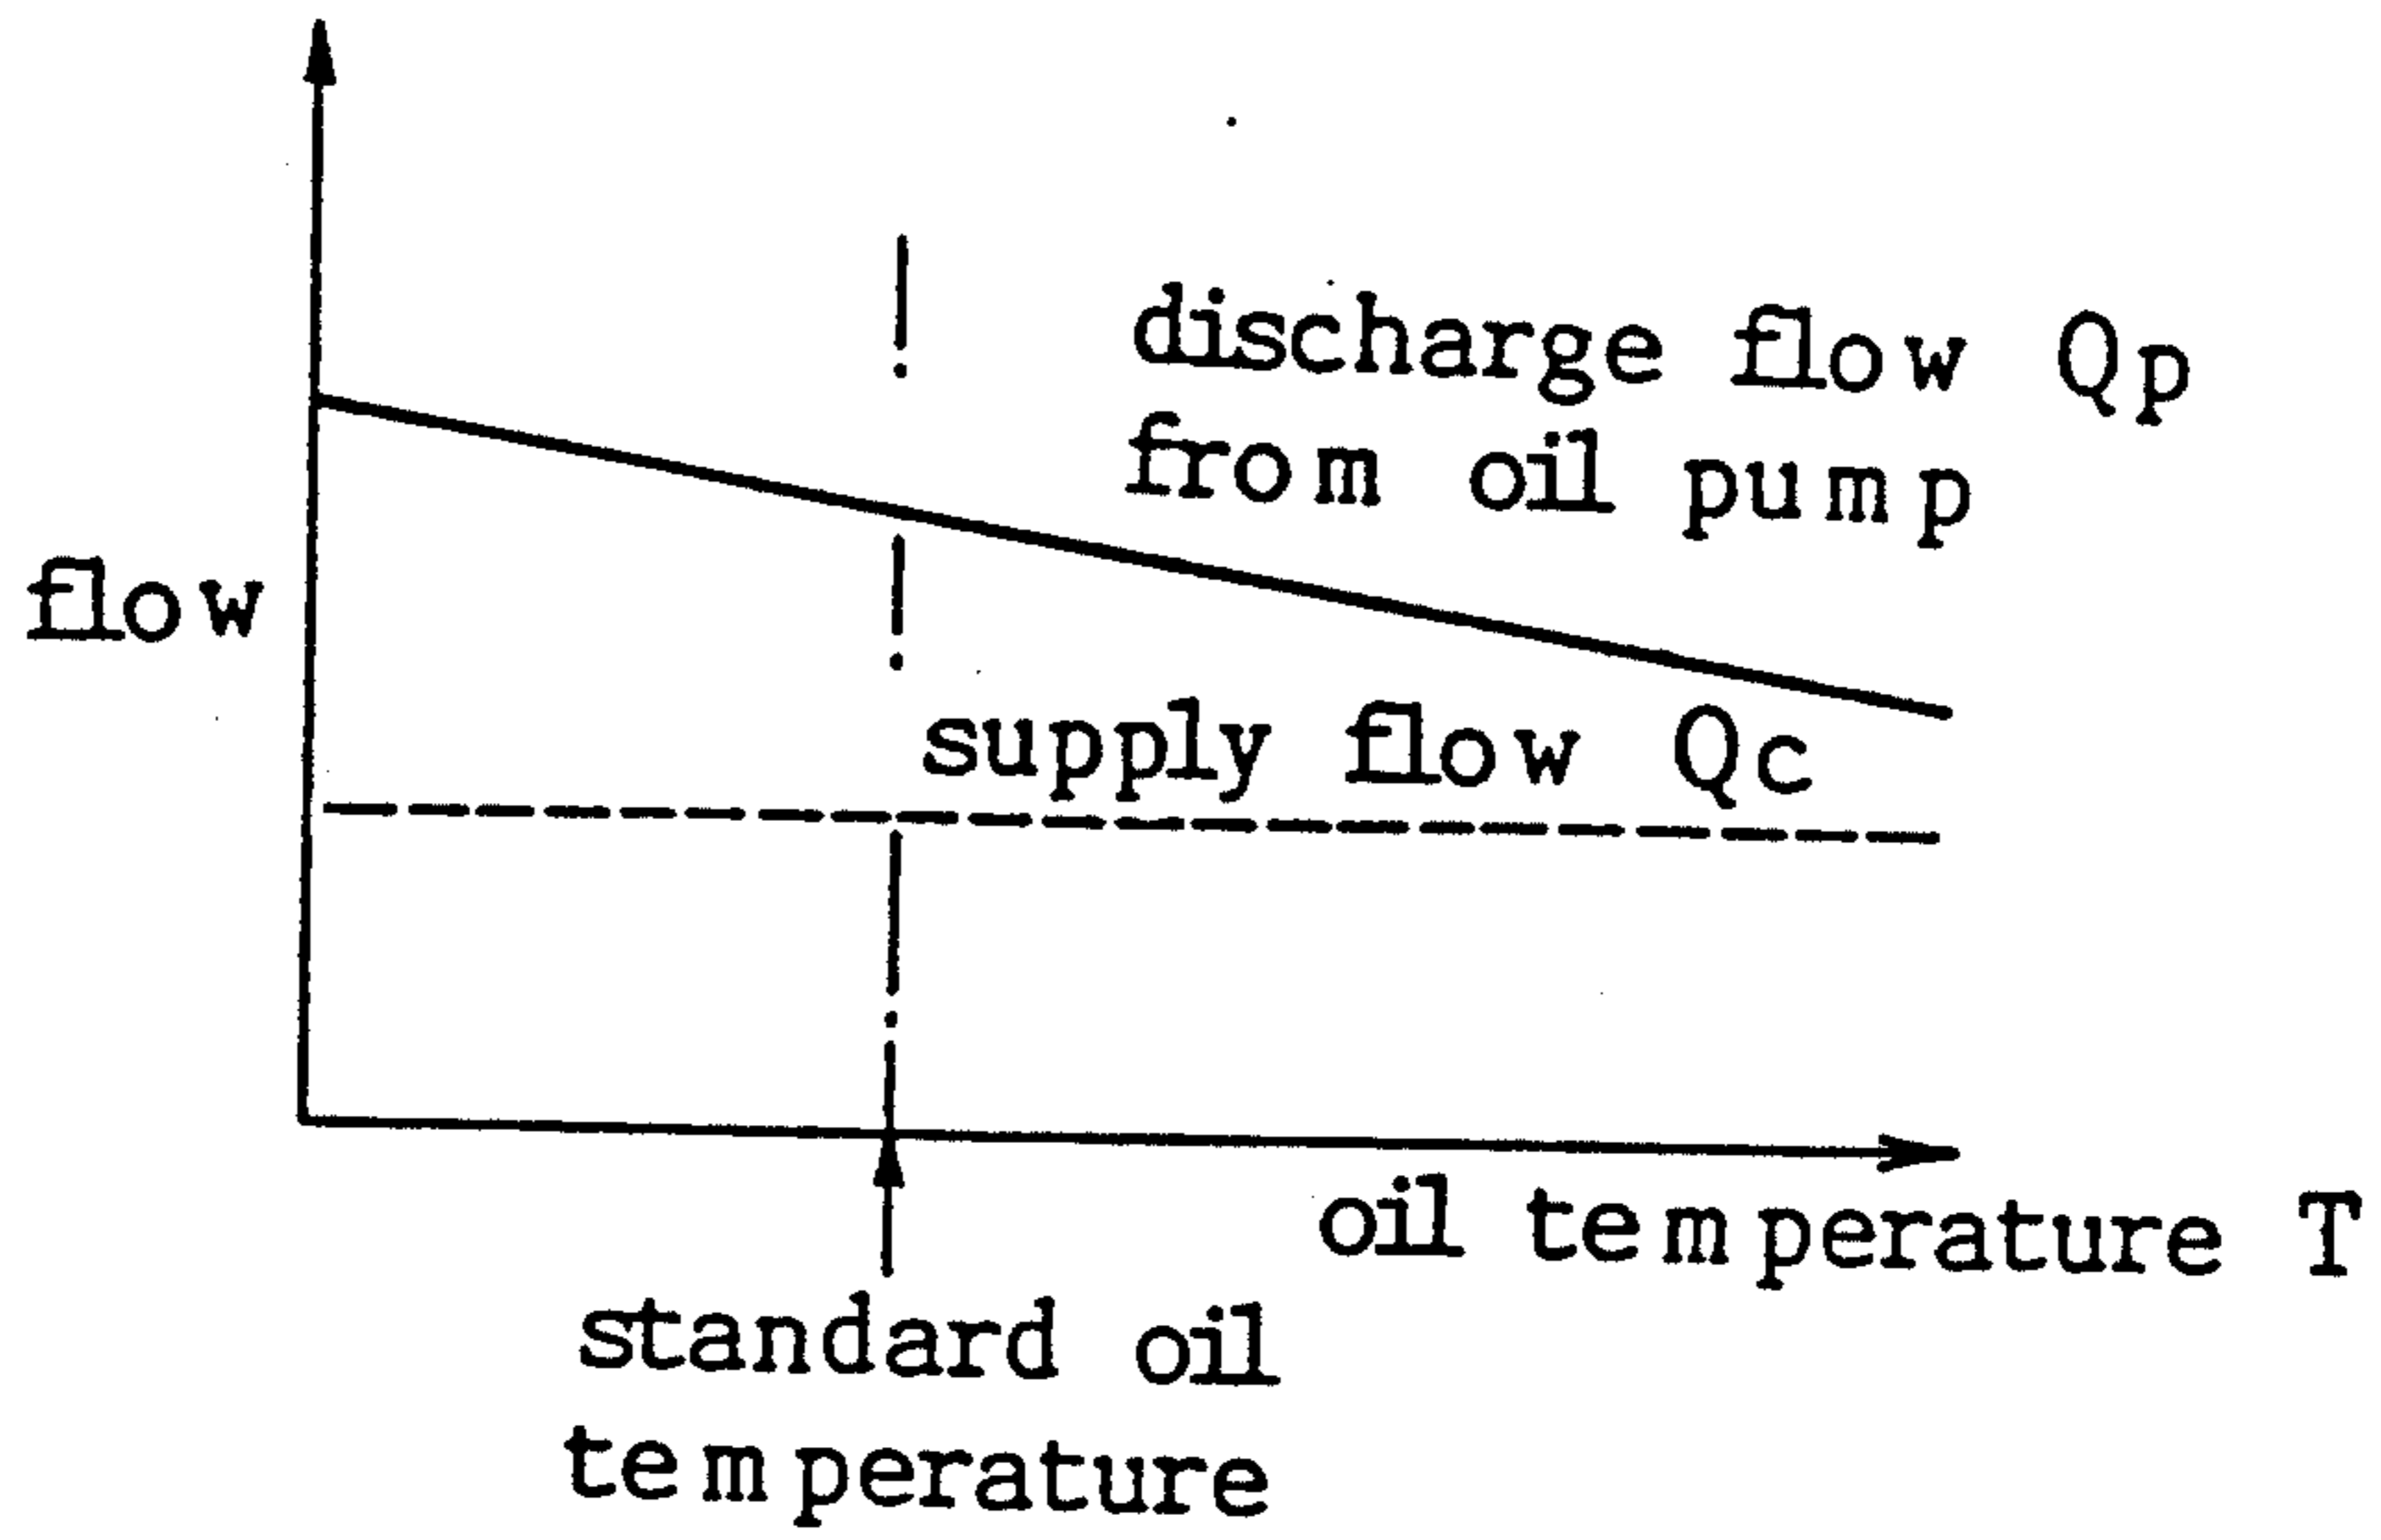 discharge flow Qp
from oil pump
flow
supply flow Qc
oil temperature T
standard oil
temperature